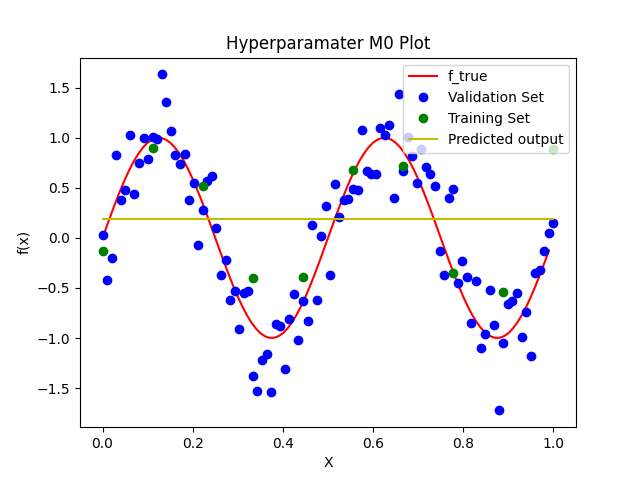 Hyperparamater M0 Plot
f_true
Validation Set
Training Set
Predicted output
f(x)
1.5
1.0
0.5
0.0
−0.5
−1.0
−1.5
0.0 0.2 0.4 0.6 0.8 1.0
X